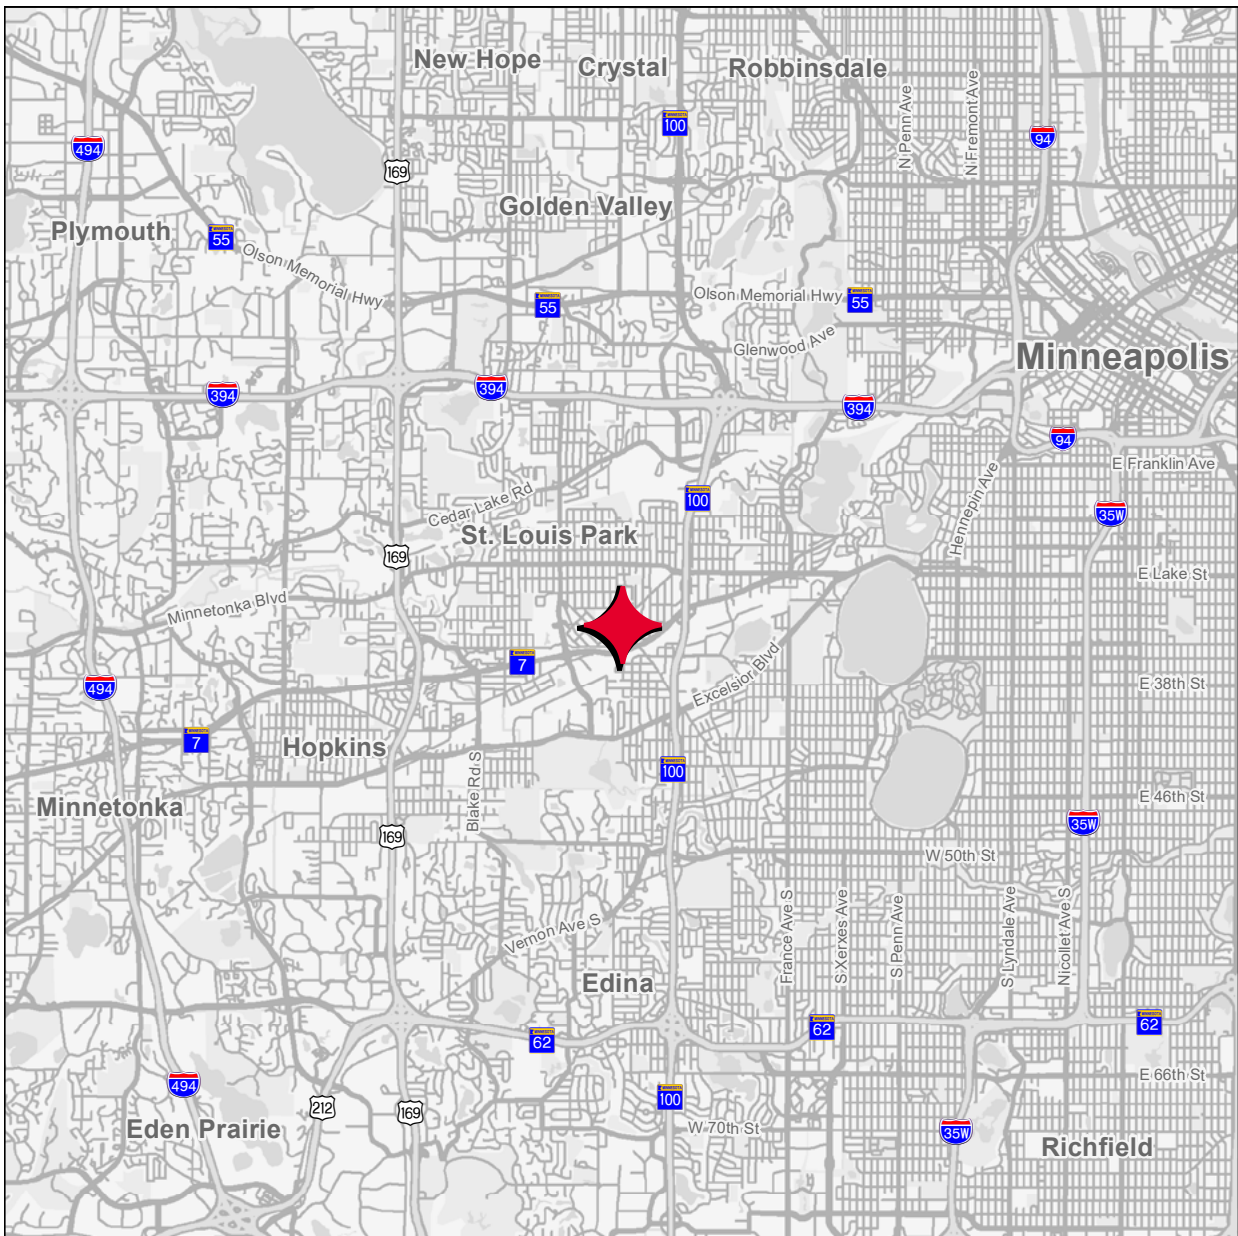 New Hope
Crystal
Robbinsdale
100
N Penn Ave
N Fremont Ave
94
494
169
Golden Valley
Plymouth
55
Olson Memorial Hwy
55
Olson Memorial Hwy
55
Glenwood Ave
Minneapolis
394
394
394
94
E Franklin Ave
Cedar Lake Rd
100
Hennepin Ave
35W
St. Louis Park
169
E Lake St
Minnetonka Blvd
7
Excelsior Blvd
494
E 38th St
7
Hopkins
100
Blake Rd S
E 46th St
Minnetonka
169
35W
W 50th St
Vernon Ave S
France Ave S
S Xerxes Ave
S Penn Ave
S Lyndale Ave
Nicollet Ave S
Edina
62
62
62
494
E 66th St
212
169
100
Eden Prairie
W 70th St
35W
Richfield